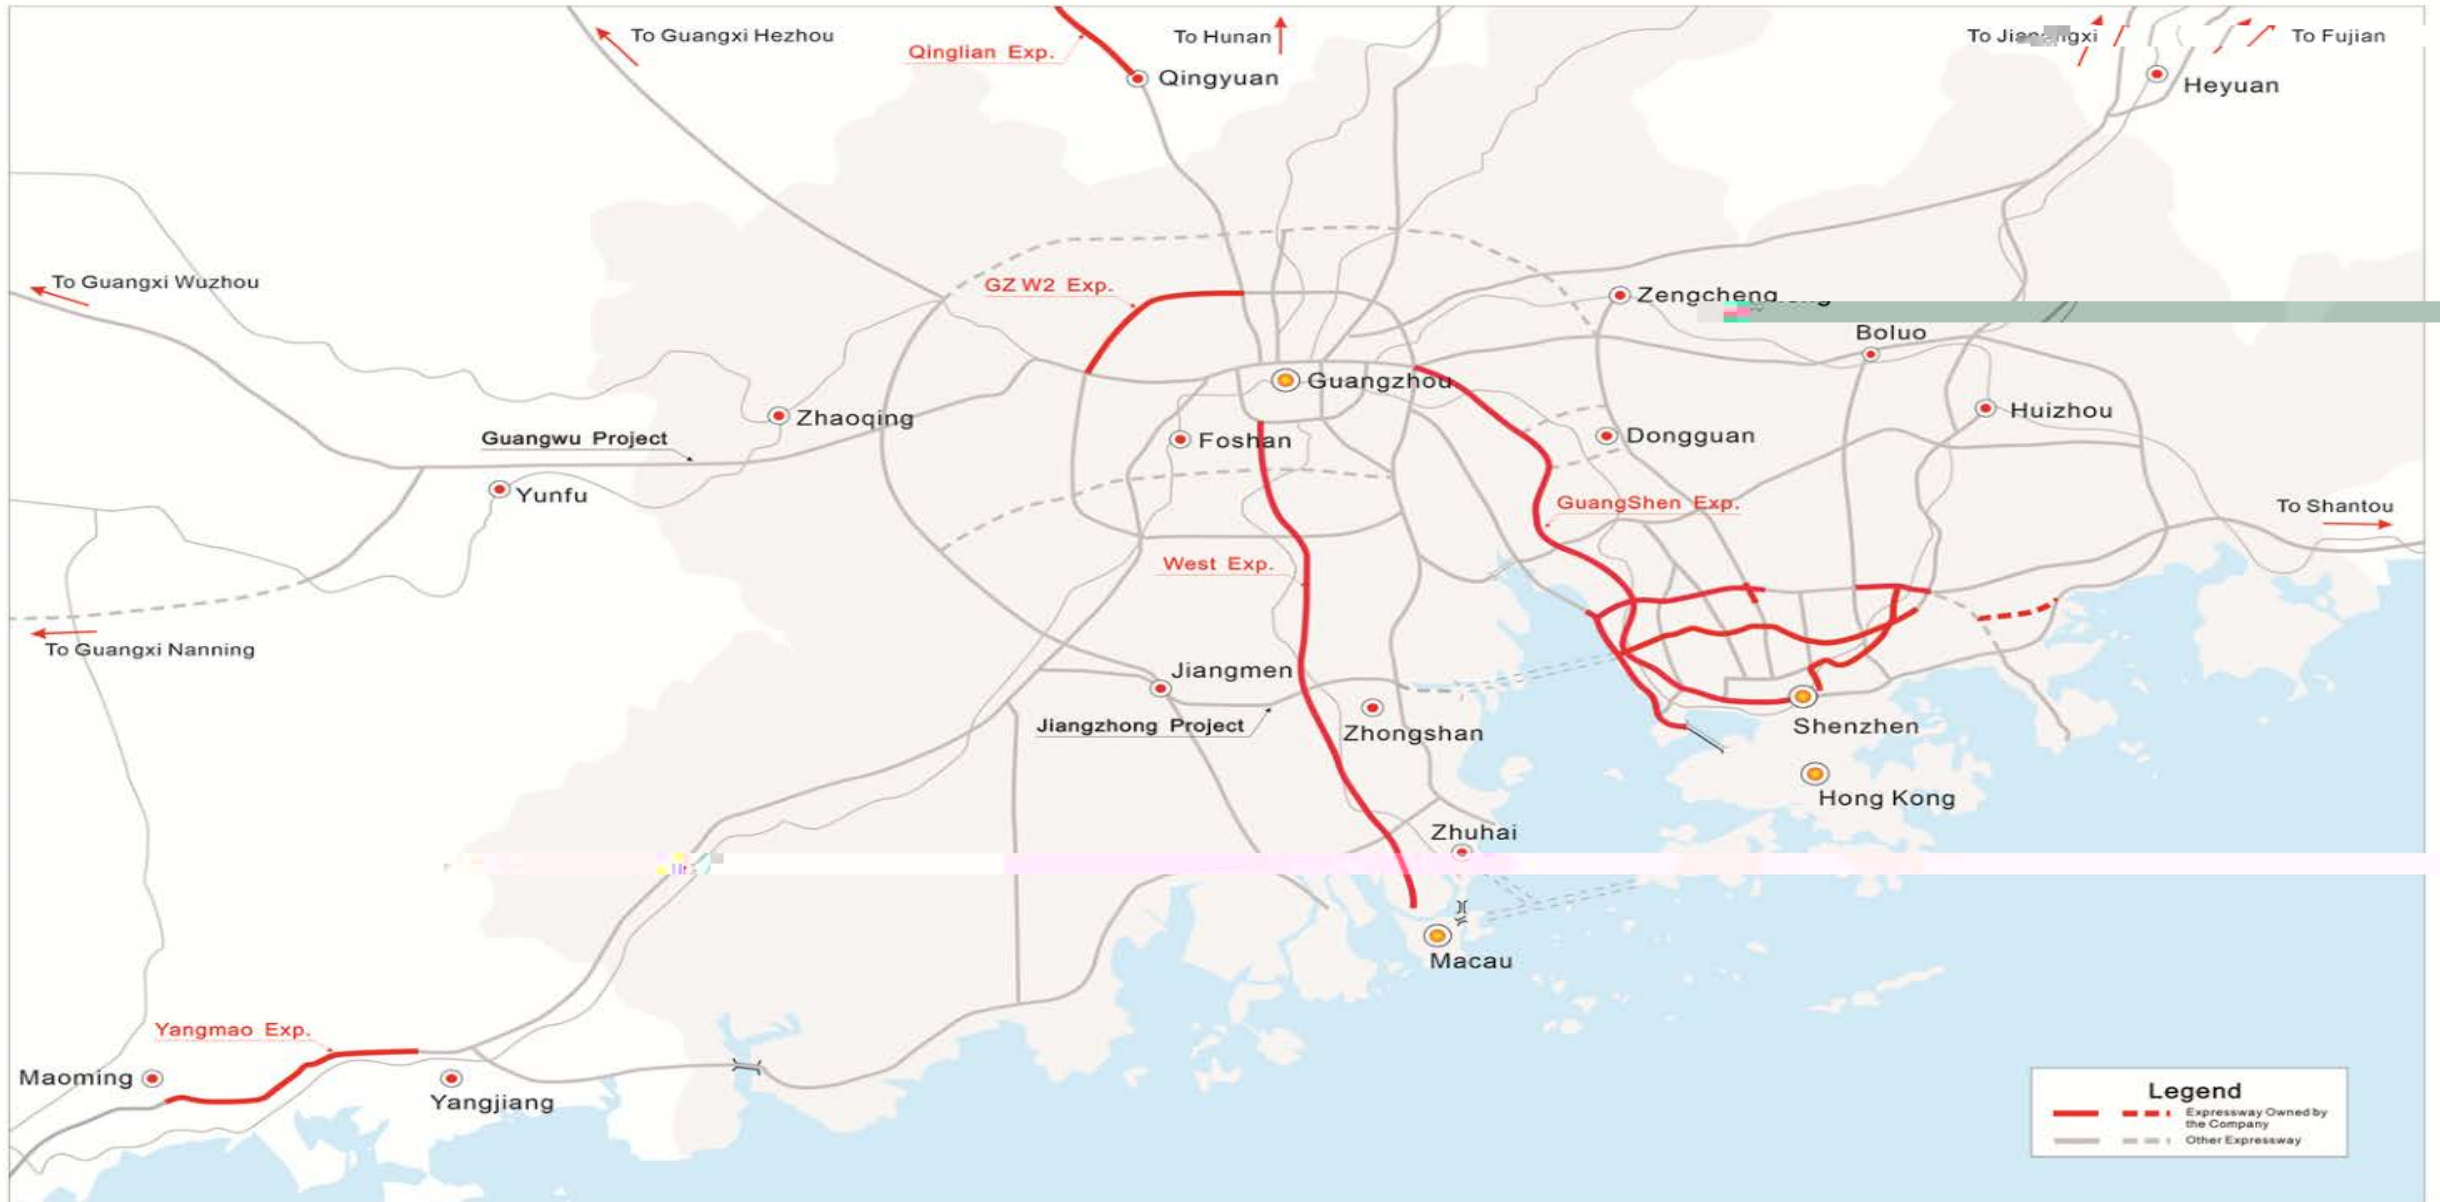 To Guangxi Hezhou
Qinglian Exp.
To Hunan
To Fujian
Qingyuan
Heyuan
To Guangxi Wuzhou
GZ W2 Exp.
Zengcheng
Boluo
Guangzhou
Zhaoqing
Huizhou
Guangwu Project
Foshan
Dongguan
Yunfu
GuangShen Exp.
To Shantou
West Exp.
To Guangxi Nanning
Jiangmen
Jiangzhong Project
Zhongshan
Shenzhen
Hong Kong
Zhuhai
Macau
Yangmao Exp.
Maoming
Yangjiang
Legend
Expressway Owned by
the Company
Other Expressway